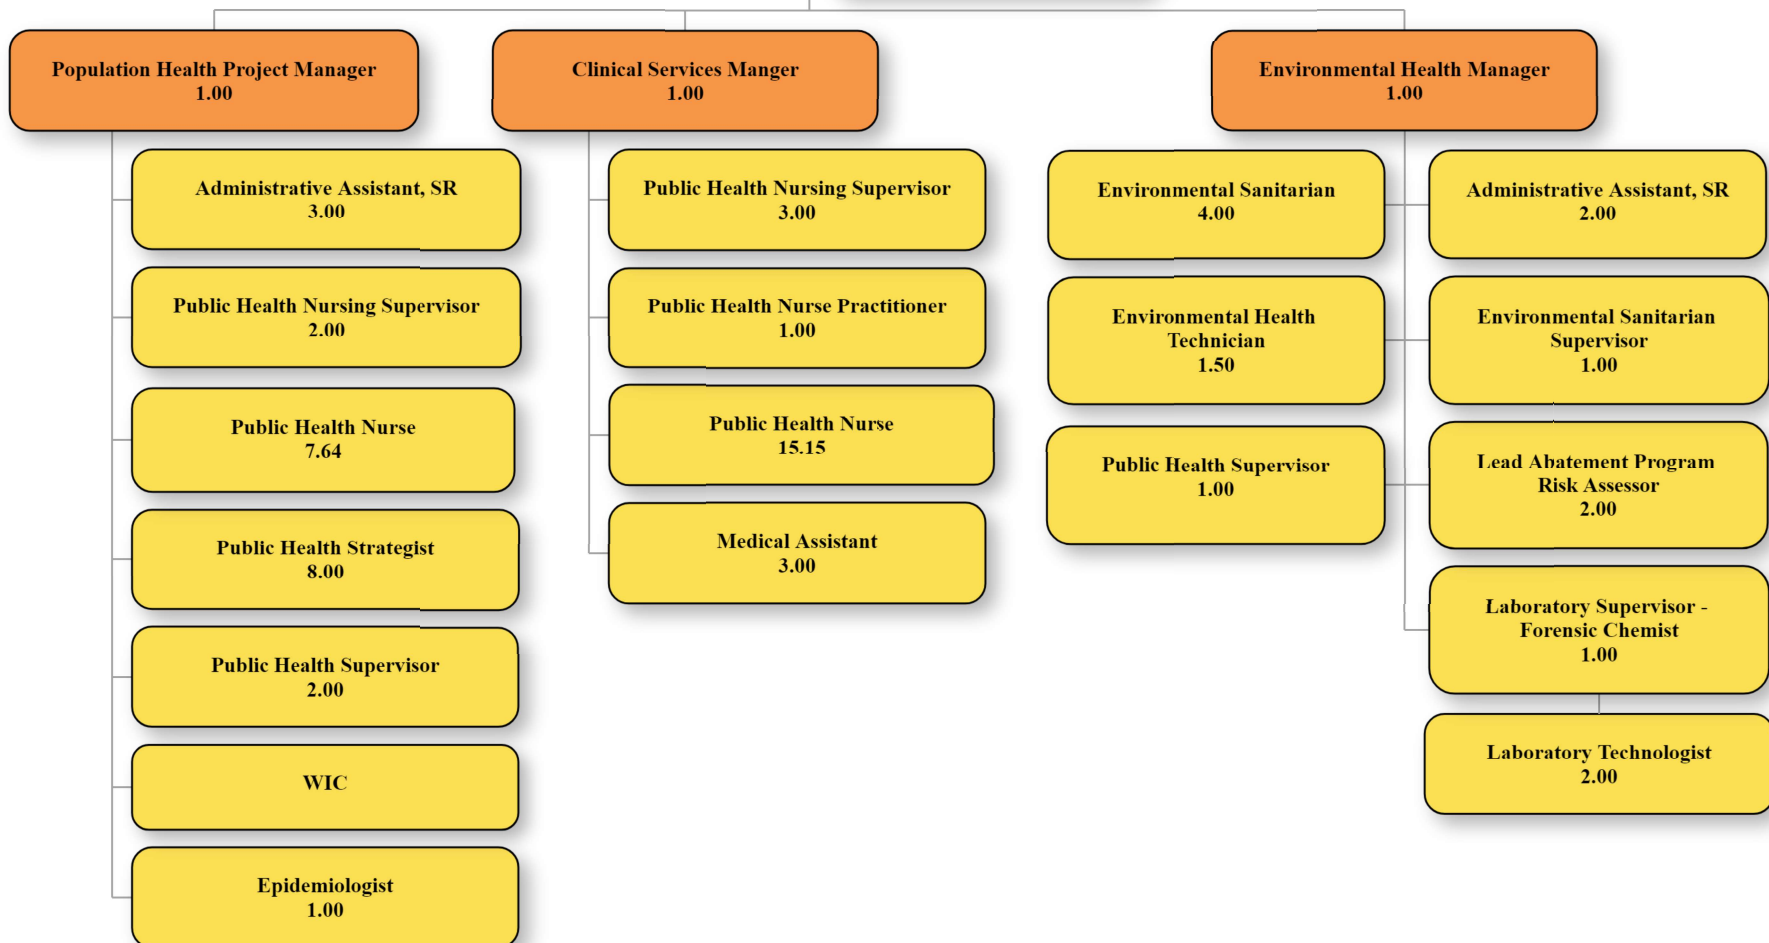 Population Health Project Manager
1.00
Clinical Services Manger
1.00
Environmental Health Manager
1.00
Administrative Assistant, SR
3.00
Public Health Nursing Supervisor
2.00
Public Health Nurse
7.64
Public Health Strategist
8.00
Public Health Supervisor
2.00
WIC
Epidemiologist
1.00
Public Health Nursing Supervisor
3.00
Public Health Nurse Practitioner
1.00
Public Health Nurse
15.15
Medical Assistant
3.00
Environmental Sanitarian
4.00
Environmental Health
Technician
1.50
Public Health Supervisor
1.00
Administrative Assistant, SR
2.00
Environmental Sanitarian
Supervisor
1.00
Lead Abatement Program
Risk Assessor
2.00
Laboratory Supervisor -
Forensic Chemist
1.00
Laboratory Technologist
2.00